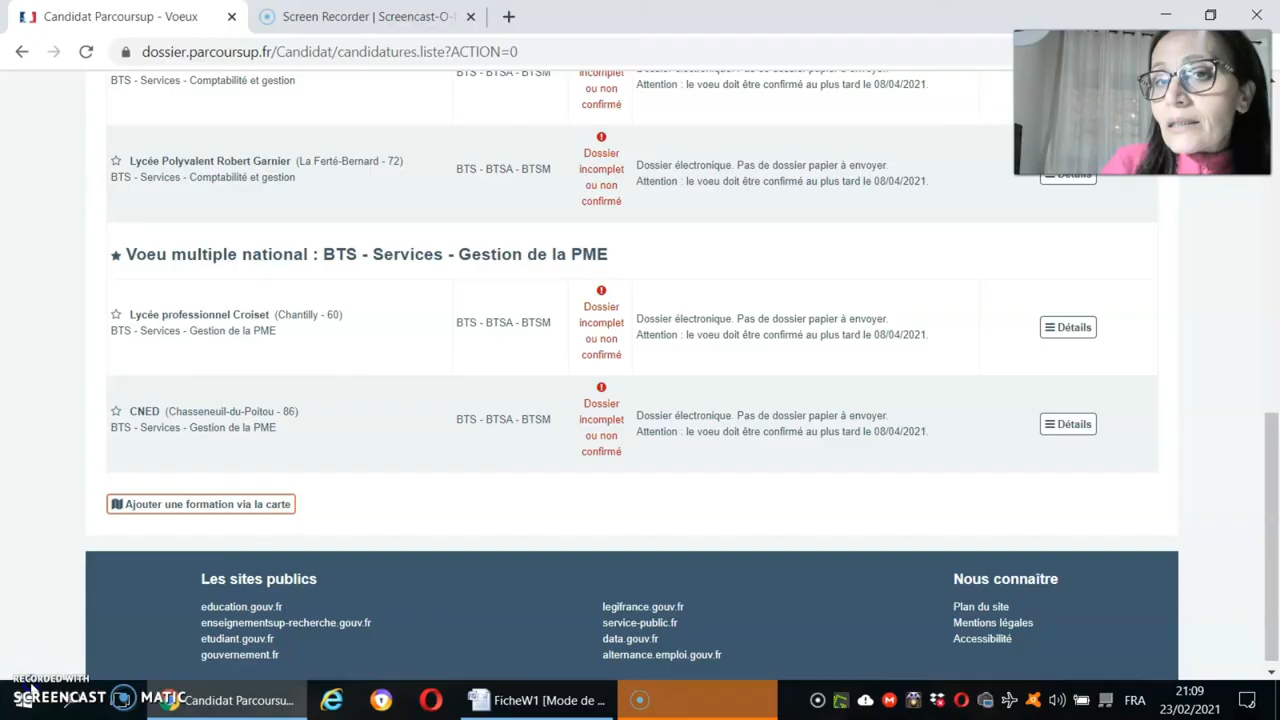 Candidat Parcoursup - Voeux
Screen Recorder | Screencast-O-
dossier.parcoursup.fr/Candidat/candidatures.liste?ACTION=0
BTS - Services - Comptabilité et gestion
BTS - BTSA - BTSM
incomplet
ou non
confirmé
Dossier électronique. Pas de dossier papier à envoyer.
Attention : le voeu doit être confirmé au plus tard le 08/04/2021.
Lycée Polyvalent Robert Garnier (La Ferté-Bernard - 72)
BTS - Services - Comptabilité et gestion
BTS - BTSA - BTSM
Dossier
incomplet
ou non
confirmé
Dossier électronique. Pas de dossier papier à envoyer.
Attention : le voeu doit être confirmé au plus tard le 08/04/2021.
Détails
Voeu multiple national : BTS - Services - Gestion de la PME
Lycée professionnel Croiset (Chantilly - 60)
BTS - Services - Gestion de la PME
BTS - BTSA - BTSM
Dossier
incomplet
ou non
confirmé
Dossier électronique. Pas de dossier papier à envoyer.
Attention : le voeu doit être confirmé au plus tard le 08/04/2021.
Détails
CNED (Chasseneuil-du-Poitou - 86)
BTS - Services - Gestion de la PME
BTS - BTSA - BTSM
Dossier
incomplet
ou non
confirmé
Dossier électronique. Pas de dossier papier à envoyer.
Attention : le voeu doit être confirmé au plus tard le 08/04/2021.
Détails
Ajouter une formation via la carte
Les sites publics
education.gouv.fr
enseignementsup-recherche.gouv.fr
etudiant.gouv.fr
gouvernement.fr
legifrance.gouv.fr
service-public.fr
data.gouv.fr
alternance.emploi.gouv.fr
Nous connaitre
Plan du site
Mentions légales
Accessibilité
RECORDED WITH
SCREENCAST MATIC
Candidat Parcoursu...
FicheW1 [Mode de ...
FRA
21:09
23/02/2021